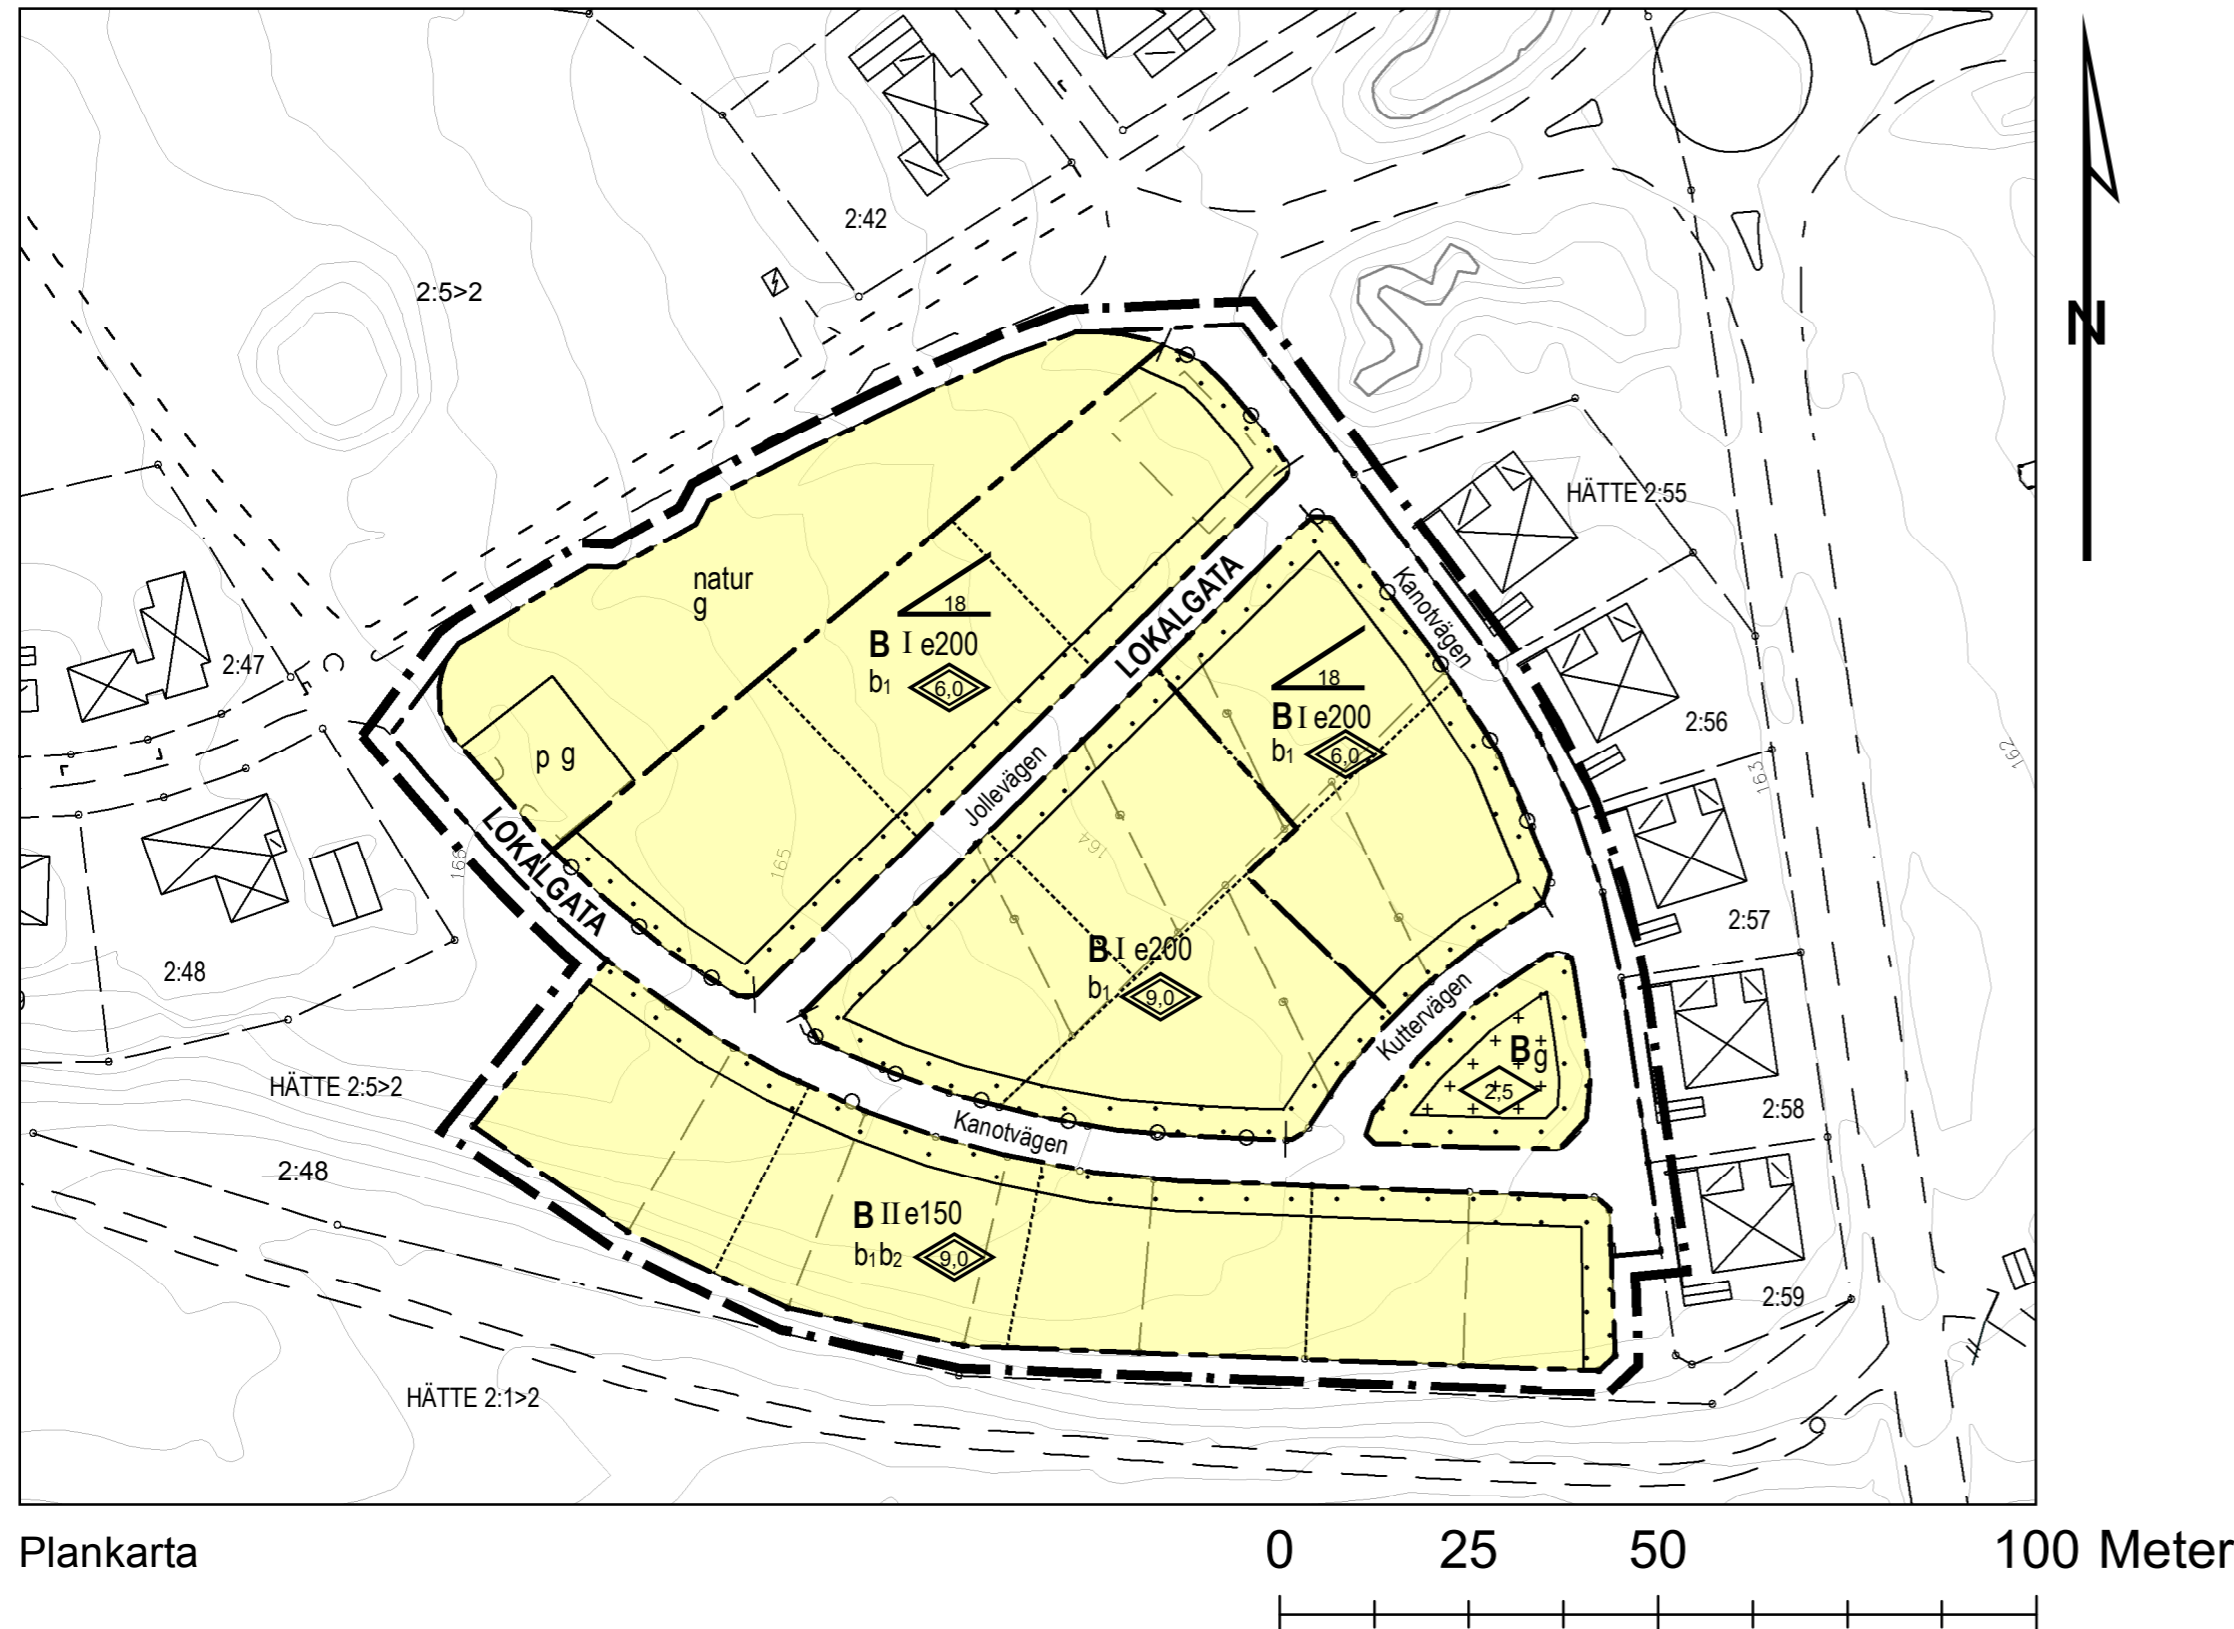 2:42
2:5>2
N
HÄTTE 2:55
natur
g
18
B I e200
b1 6,0
LOKALGATA
Kanotvägen
2:47
18
B I e200
b1 6,0
2:56
p g
Jollevägen
162
163
LOKALGATA
165
164
2:57
B I e200
b1 9,0
2:48
Kuttervägen
B g
2,5
HÄTTE 2:5>2
2:58
Kanotvägen
2:48
B II e150
b1 b2 9,0
2:59
HÄTTE 2:1>2
Plankarta
0 25 50 100 Meter